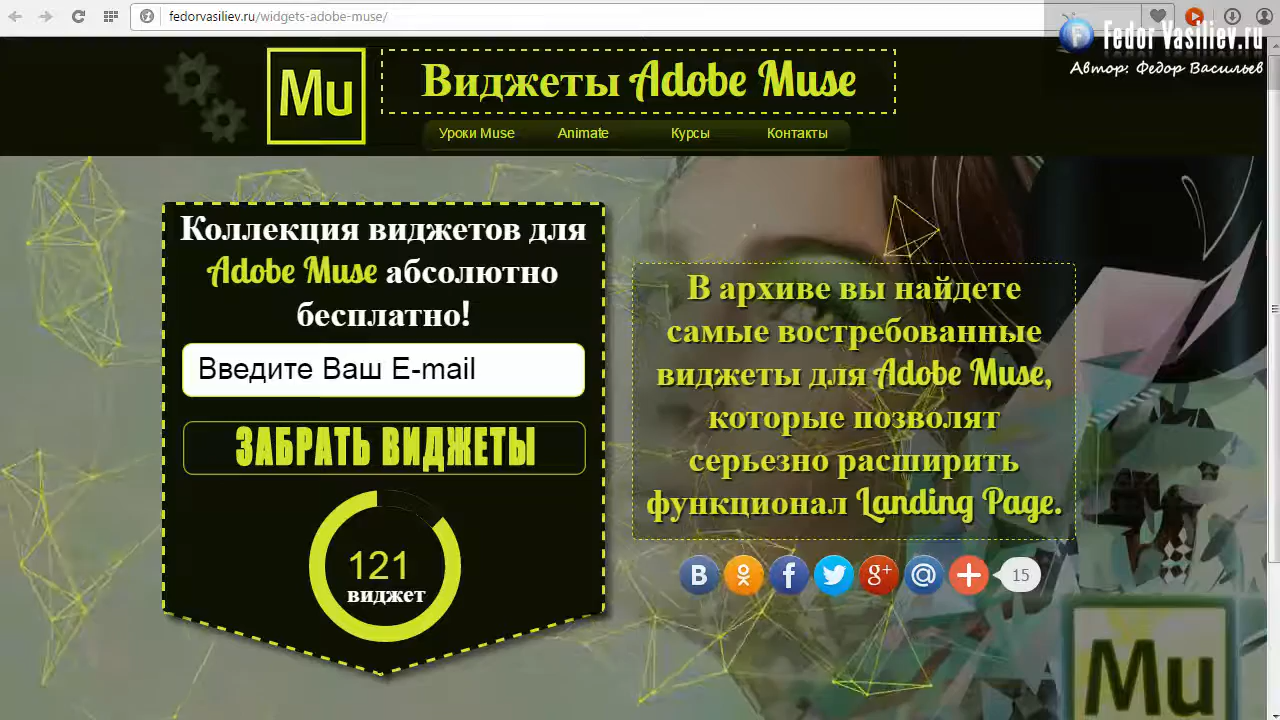 fedorvasiliev.ru/widgets-adobe-muse/
Fedor Vasiliev.ru
Автор: Федор Васильев
Mu
Виджеты Adobe Muse
Уроки Muse Animate Курсы Контакты
Коллекция виджетов для
Adobe Muse абсолютно
бесплатно!
Введите Ваш E-mail
ЗАБРАТЬ ВИДЖЕТЫ
121
виджет
В архиве вы найдете
самые востребованные
виджеты для Adobe Muse,
которые позволят
серьезно расширить
функционал Landing Page.
B f g+ @ 15
Mu